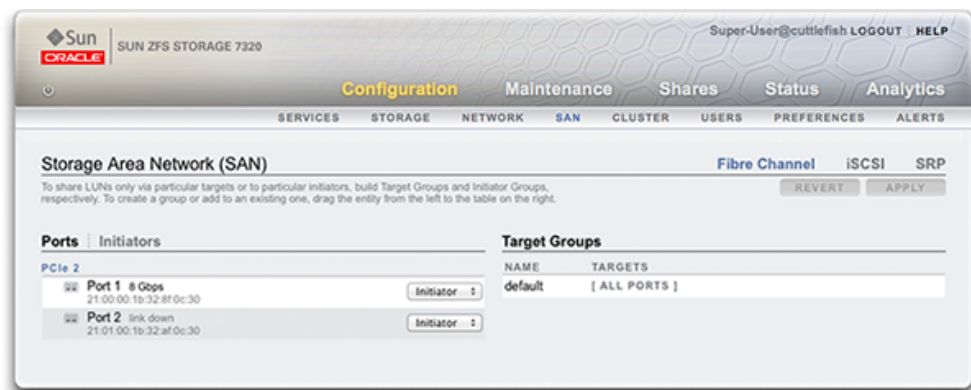 Sun
ORACLE
SUN ZFS STORAGE 7320
Super-User@cuttlefish LOGOUT HELP
Configuration Maintenance Shares Status Analytics
SERVICES STORAGE NETWORK SAN CLUSTER USERS PREFERENCES ALERTS
Storage Area Network (SAN)
Fibre Channel iSCSI SRP
To share LUNs only via particular targets or to particular initiators, build Target Groups and Initiator Groups,
respectively. To create a group or add to an existing one, drag the entity from the left to the table on the right.
REVERT APPLY
Ports Initiators
Target Groups
PCIe 2
NAME TARGETS
Port 1 8 Gbps
21:00:00:1b:32:8f:0c:30
Initiator
default [ ALL PORTS ]
Port 2 link down
21:01:00:1b:32:af:0c:30
Initiator